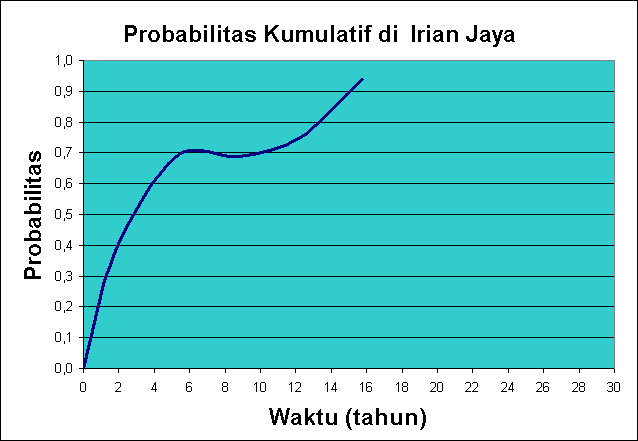 Probabilitas Kumulatif di Irian Jaya
1,0
0,9
0,8
0,7
0,6
0,5
0,4
0,3
0,2
0,1
0,0
Probabilitas
0 2 4 6 8 10 12 14 16 18 20 22 24 26 28 30
Waktu (tahun)